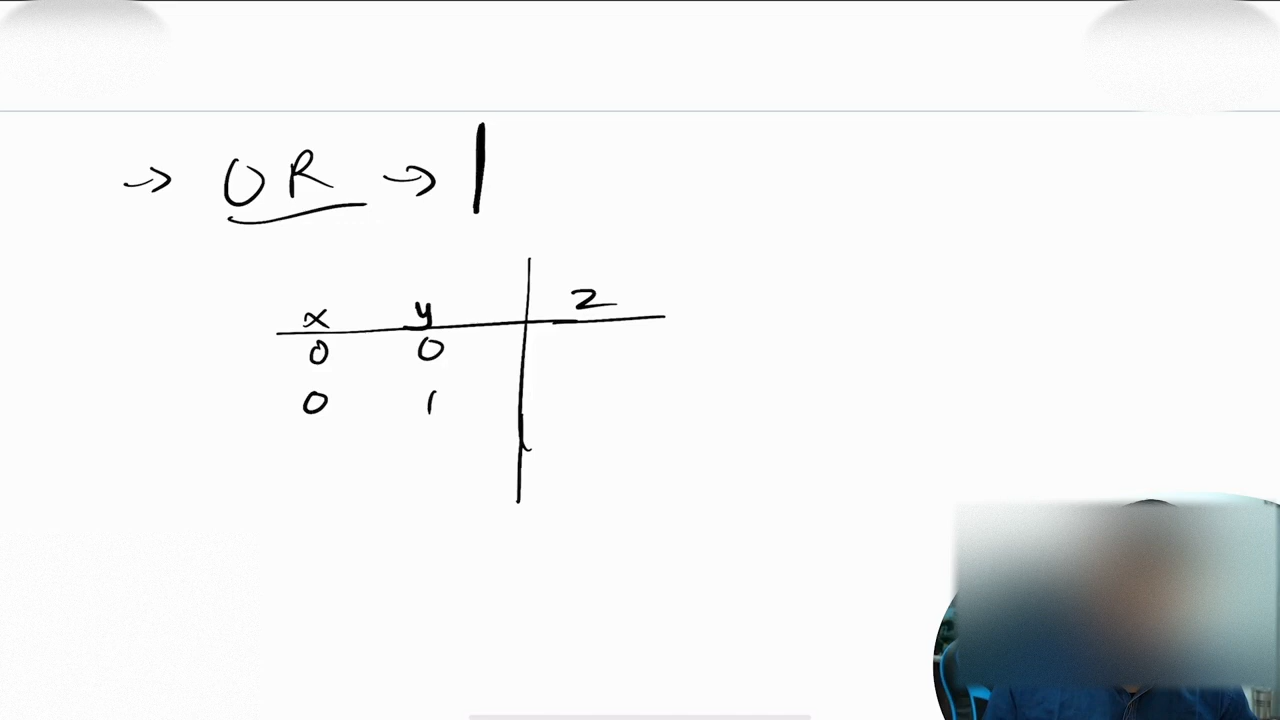 → OR → |
x y z
0 0
0 1